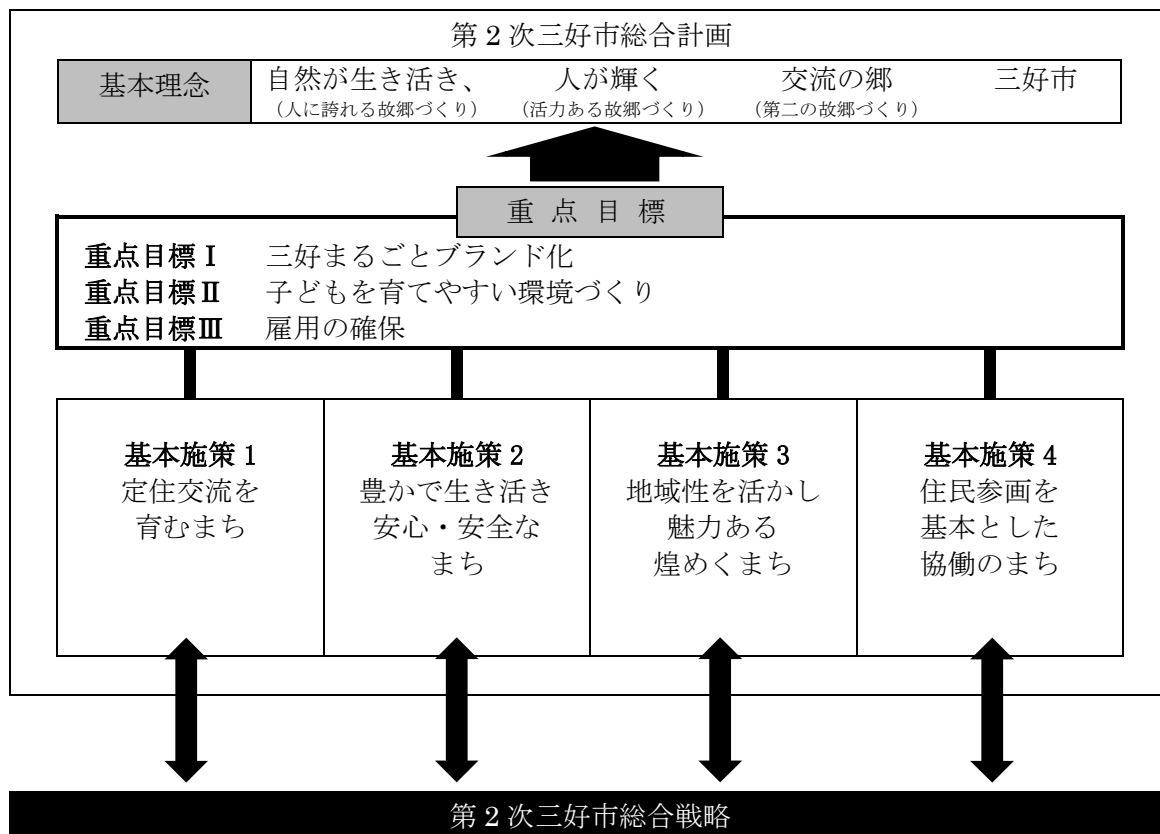 第2次三好市総合計画
基本理念 自然が生き活き、 人が輝く 交流の郷 三好市
(人に誇れる故郷づくり) (活力ある故郷づくり) (第二の故郷づくり)
重点目標
重点目標Ⅰ 三好まるごとブランド化
重点目標Ⅱ 子どもを育てやすい環境づくり
重点目標Ⅲ 雇用の確保
基本施策1
定住交流を
育むまち
基本施策2
豊かで生き活き
安心・安全な
まち
基本施策3
地域性を活かし
魅力ある
煌めくまち
基本施策4
住民参画を
基本とした
協働のまち
第2次三好市総合戦略